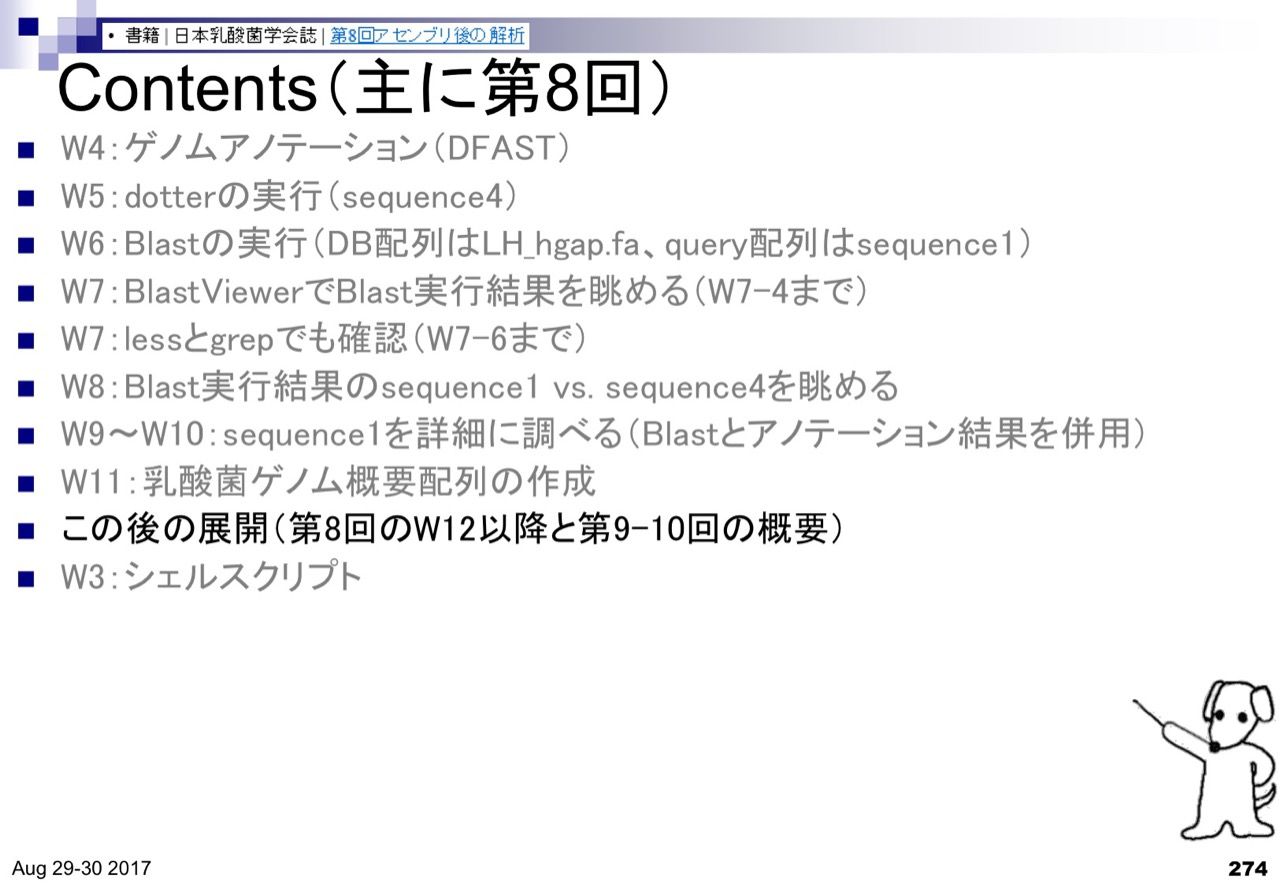 • 書籍 | 日本乳酸菌学会誌 | 第8回アセンブリ後の解析
Contents（主に第8回）
W4：ゲノムアノテーション（DFAST）
W5：dotterの実行（sequence4）
W6：Blastの実行（DB配列はLH_hgap.fa、query配列はsequence1）
W7：BlastViewerでBlast実行結果を眺める（W7-4まで）
W7：lessとgrepでも確認（W7-6まで）
W8：Blast実行結果のsequence1 vs. sequence4を眺める
W9～W10：sequence1を詳細に調べる（Blastとアノテーション結果を併用）
W11：乳酸菌ゲノム概要配列の作成
この後の展開（第8回のW12以降と第9-10回の概要）
W3：シェルスクリプト
Aug 29-30 2017
274